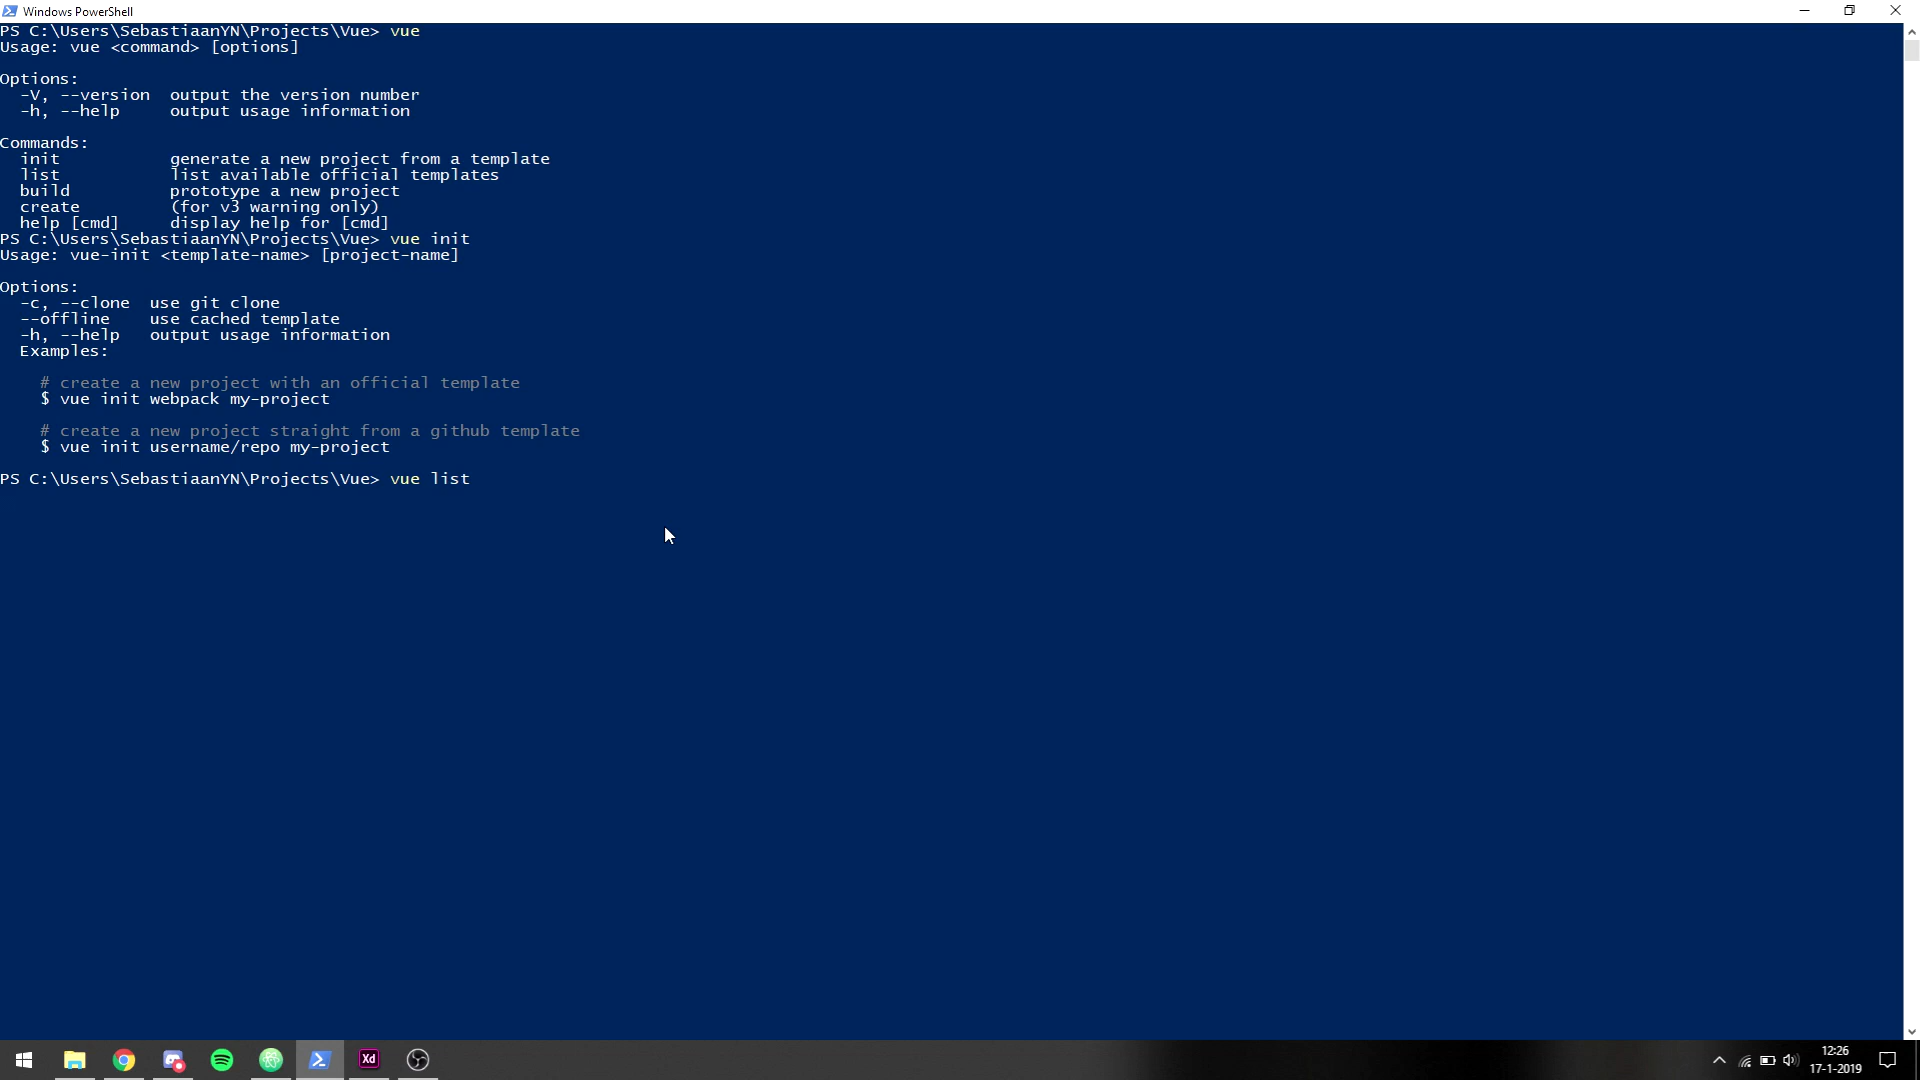 Windows PowerShell
PS C:\Users\SebastiaanYN\Projects\Vue> vue
Usage: vue <command> [options]
Options:
-V, --version output the version number
-h, --help output usage information
Commands:
init generate a new project from a template
list list available official templates
build prototype a new project
create (for v3 warning only)
help [cmd] display help for [cmd]
PS C:\Users\SebastiaanYN\Projects\Vue> vue init
Usage: vue-init <template-name> [project-name]
Options:
-c, --clone use git clone
--offline use cached template
-h, --help output usage information
Examples:
# create a new project with an official template
$ vue init webpack my-project
# create a new project straight from a github template
$ vue init username/repo my-project
PS C:\Users\SebastiaanYN\Projects\Vue> vue list
Xd
12:26
17-1-2019